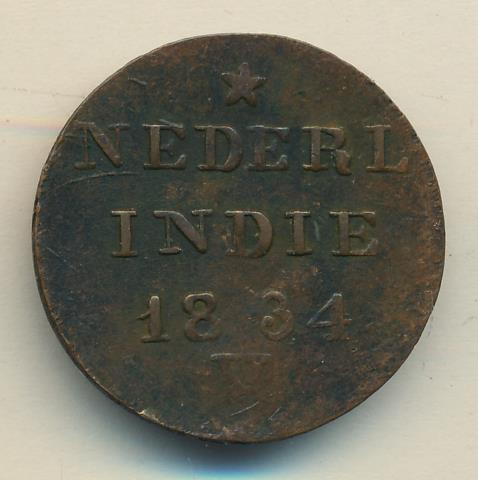 NEDERL
INDIE
1834
V